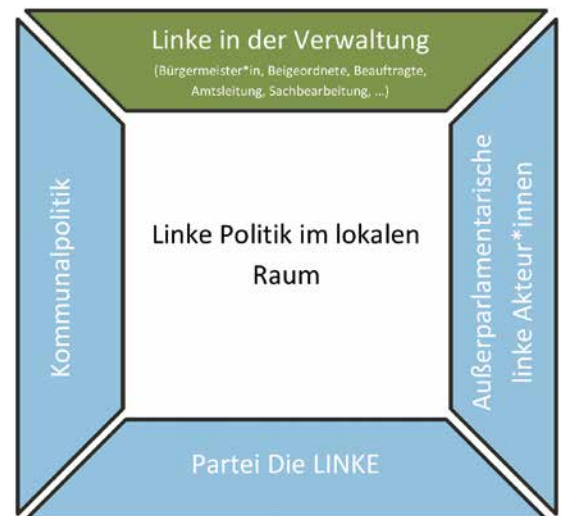 Linke in der Verwaltung
(Bürgermeister*in, Beigeordnete, Beauftragte,
Amtsleitung, Sachbearbeitung, ...)
Kommunalpolitik
Linke Politik im lokalen
Raum
Außerparlamentarische
linke Akteur*innen
Partei Die LINKE